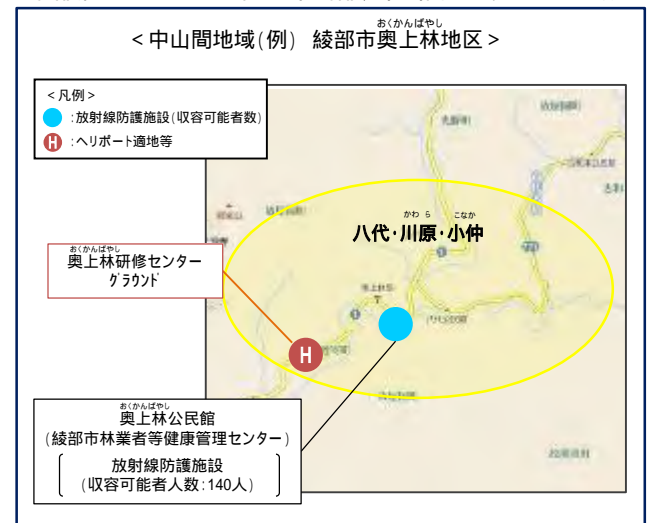 おくかんばやし
<中山間地域(例) 綾部市奥上林地区>
<凡例>
:放射線防護施設(収容可能者数)
H :ヘリポート適地等
かわら こなか
八代・川原・小仲
おくかんばやし
奥上林研修センター
グラウンド
H
おくかんばやし
奥上林公民館
(綾部市林業者等健康管理センター)
放射線防護施設
(収容可能者人数:140人)